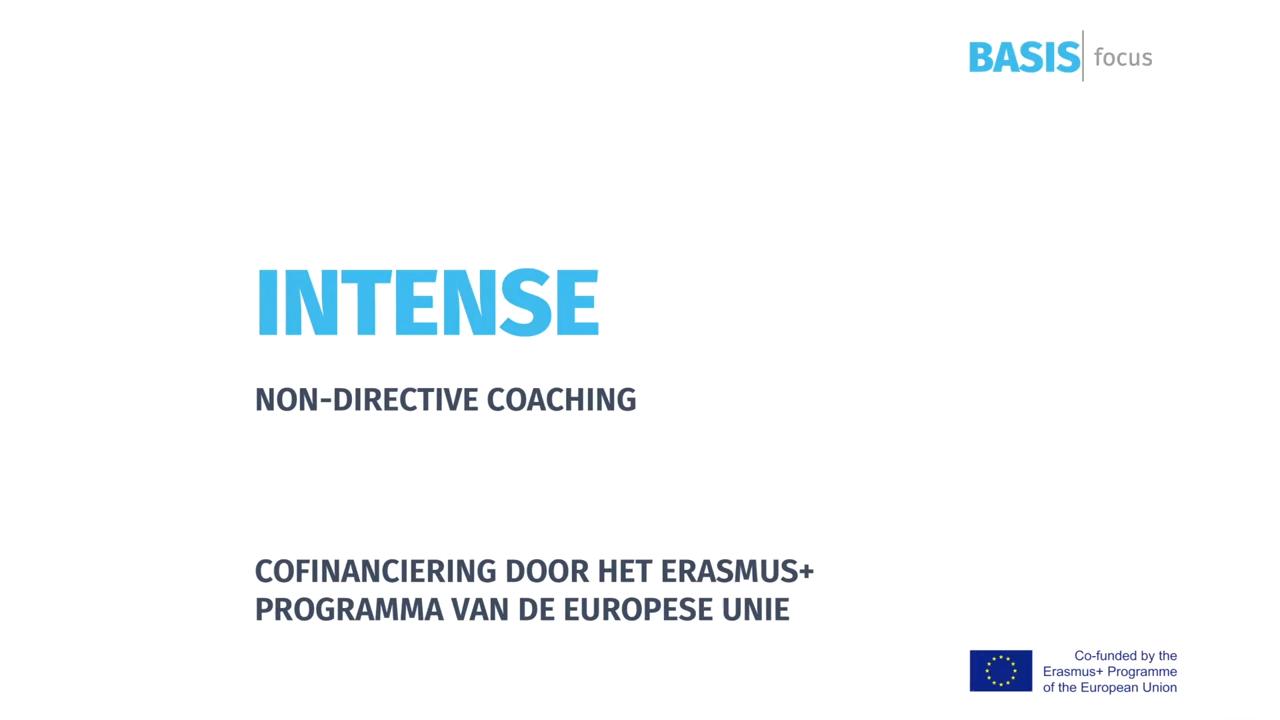 BASIS focus
INTENSE
NON-DIRECTIVE COACHING
COFINANCIERING DOOR HET ERASMUS+
PROGRAMMA VAN DE EUROPESE UNIE
Co-funded by the
Erasmus+ Programme
of the European Union